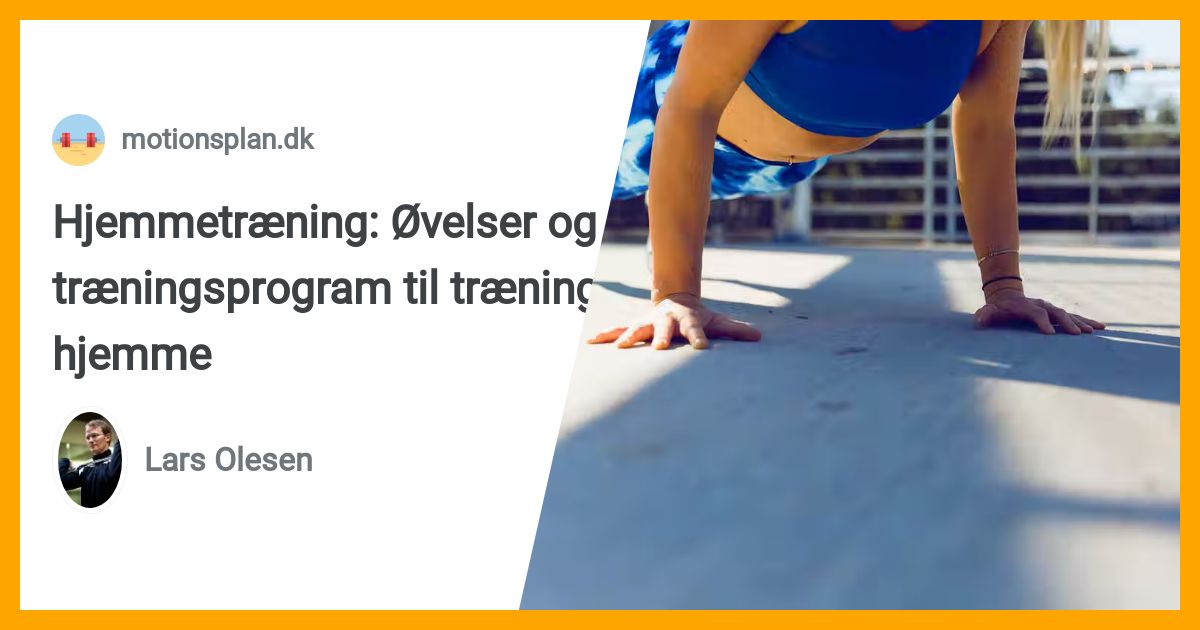 motionsplan.dk
Hjemmetræning: Øvelser og
træningsprogram til træning
hjemme
Lars Olesen